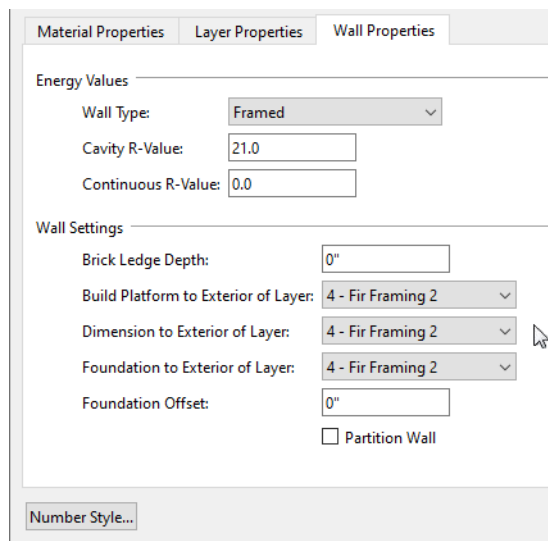 Material Properties Layer Properties Wall Properties
Energy Values
Wall Type: Framed
Cavity R-Value: 21.0
Continuous R-Value: 0.0
Wall Settings
Brick Ledge Depth: 0"
Build Platform to Exterior of Layer: 4 - Fir Framing 2
Dimension to Exterior of Layer: 4 - Fir Framing 2
Foundation to Exterior of Layer: 4 - Fir Framing 2
Foundation Offset: 0"
Partition Wall
Number Style...